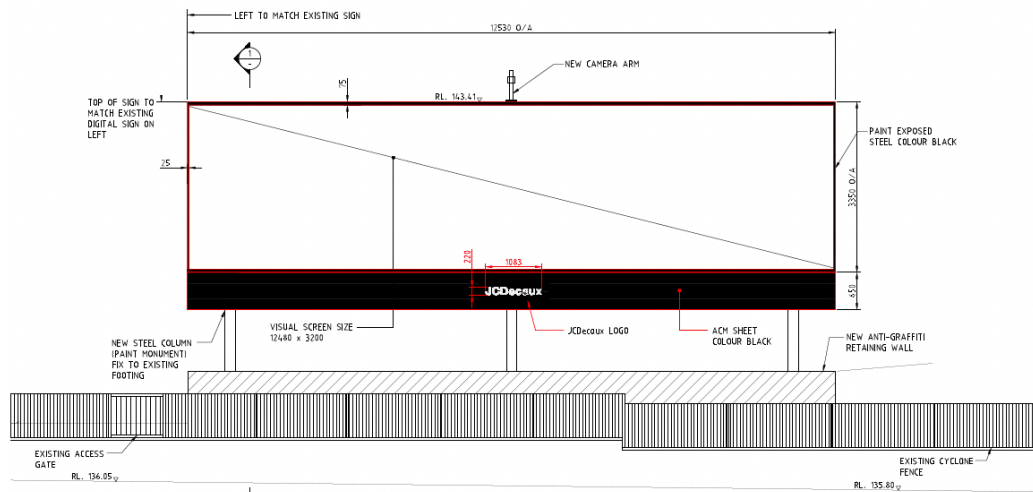 LEFT TO MATCH EXISTING SIGN
12530 O/A
1
-
NEW CAMERA ARM
75
RL. 143.41
TOP OF SIGN TO
MATCH EXISTING
DIGITAL SIGN ON
LEFT
PAINT EXPOSED
STEEL COLOUR BLACK
25
3350 O/A
220
1083
JCDecaux
650
VISUAL SCREEN SIZE
12480 x 3200
JCDecaux LOGO
ACM SHEET
COLOUR BLACK
NEW STEEL COLUMN
(PAINT MONUMENT)
FIX TO EXISTING
FOOTING
NEW ANTI-GRAFFITI
RETAINING WALL
EXISTING ACCESS
GATE
EXISTING CYCLONE
FENCE
RL. 136.05
RL. 135.80